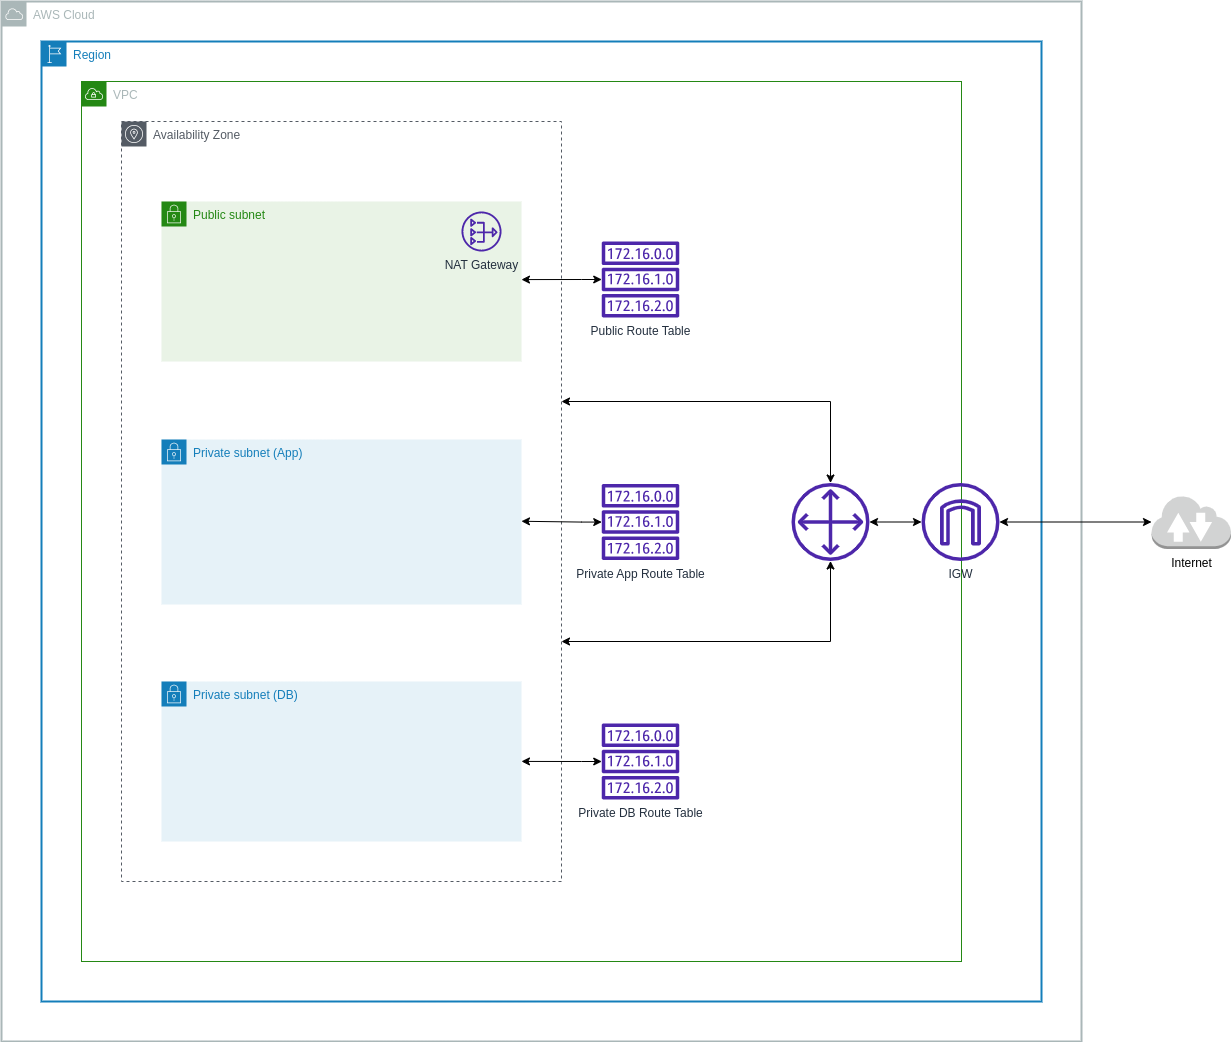 AWS Cloud
Region
VPC
Availability Zone
Public subnet
NAT Gateway
172.16.0.0
172.16.1.0
172.16.2.0
Public Route Table
Private subnet (App)
172.16.0.0
172.16.1.0
172.16.2.0
Private App Route Table
IGW
Internet
Private subnet (DB)
172.16.0.0
172.16.1.0
172.16.2.0
Private DB Route Table